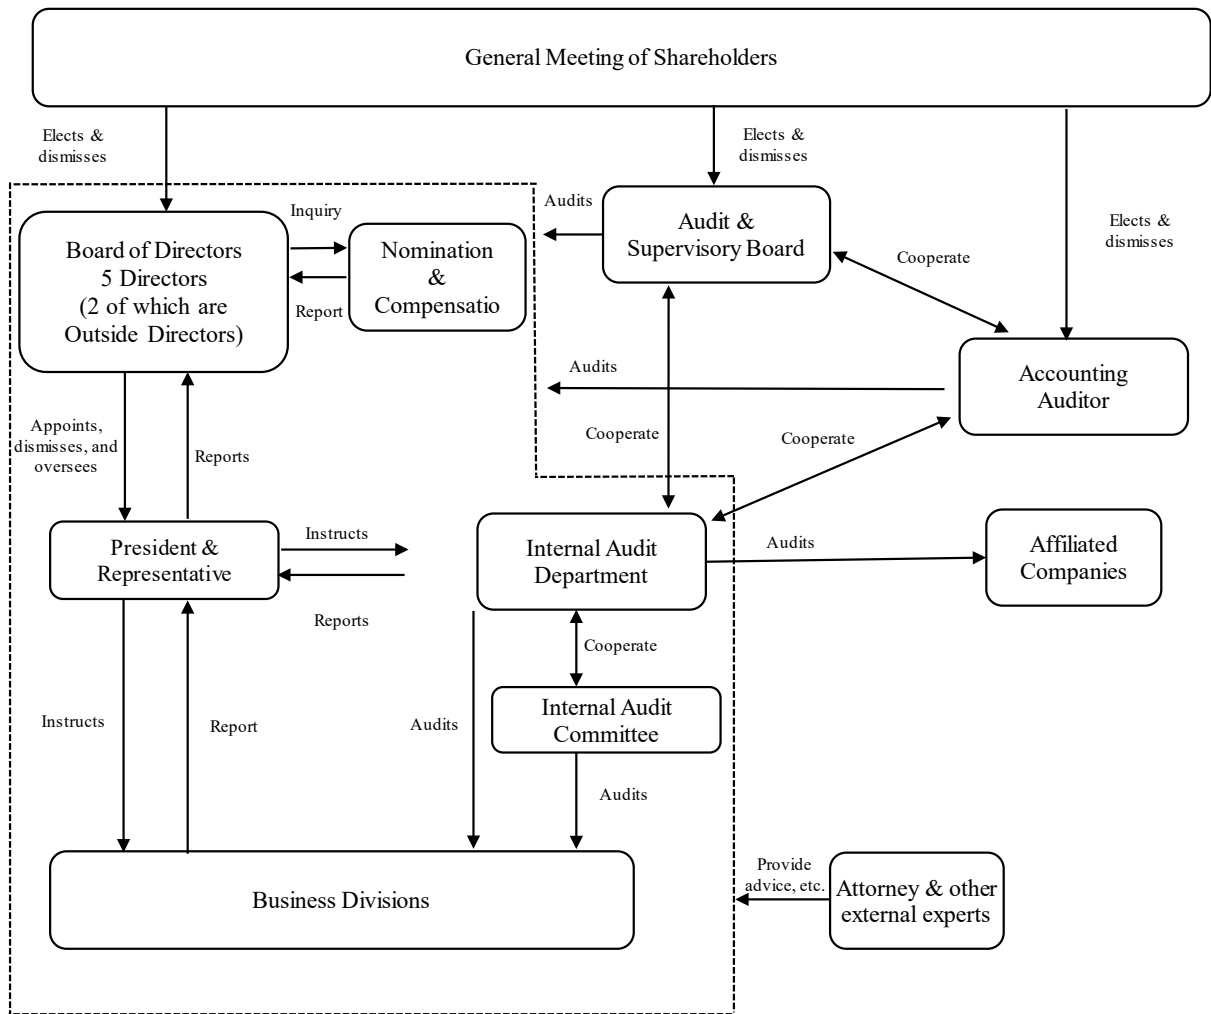 General Meeting of Shareholders
Elects &
dismisses
Elects &
dismisses
Elects &
dismisses
Audits
Audit &
Supervisory Board
Inquiry
Board of Directors
5 Directors
(2 of which are
Outside Directors)
Nomination
&
Compensatio
Report
Cooperate
Audits
Accounting
Auditor
Appoints,
dismisses, and
oversees
Reports
Cooperate
Cooperate
President &
Representative
Instructs
Reports
Internal Audit
Department
Audits
Affiliated
Companies
Cooperate
Instructs
Report
Audits
Internal Audit
Committee
Audits
Business Divisions
Provide
advice, etc.
Attorney & other
external experts